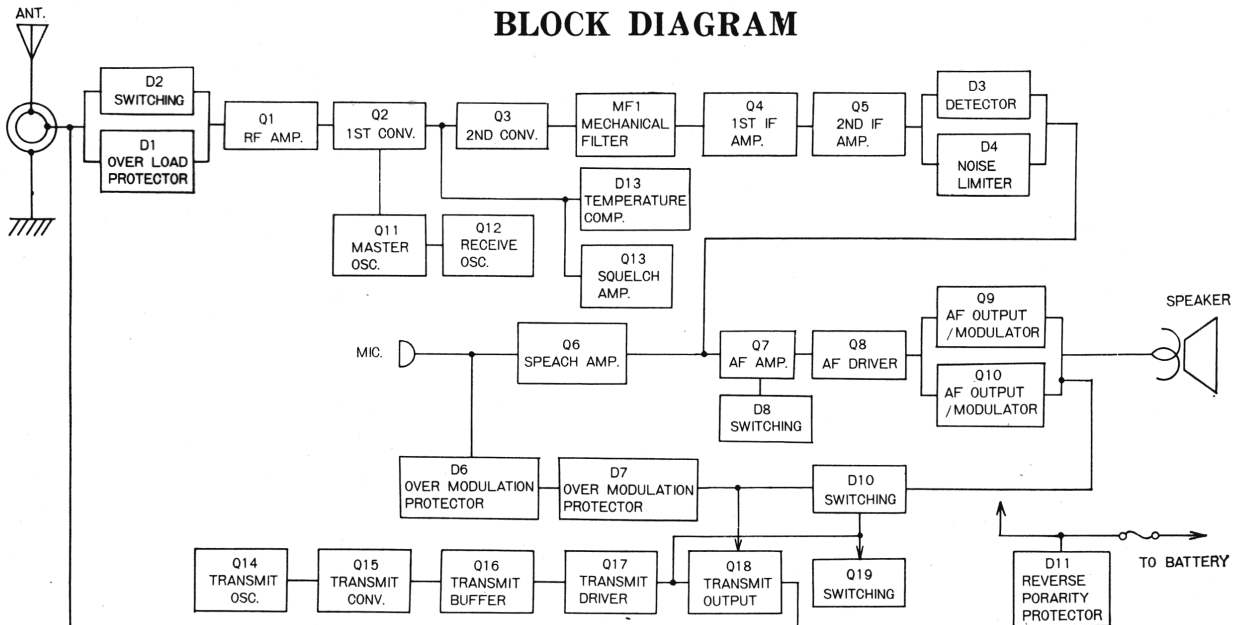 BLOCK DIAGRAM
ANT.
D2
SWITCHING
D1
OVER LOAD
PROTECTOR
Q1
RF AMP.
Q2
1ST CONV.
Q3
2ND CONV.
MF1
MECHANICAL
FILTER
Q4
1ST IF
AMP.
Q5
2ND IF
AMP.
D3
DETECTOR
D4
NOISE
LIMITER
D13
TEMPERATURE
COMP.
Q11
MASTER
OSC.
Q12
RECEIVE
OSC.
Q13
SQUELCH
AMP.
MIC.
Q6
SPEACH AMP.
Q7
AF AMP.
Q8
AF DRIVER
Q9
AF OUTPUT
/MODULATOR
Q10
AF OUTPUT
/MODULATOR
SPEAKER
D8
SWITCHING
D6
OVER MODULATION
PROTECTOR
D7
OVER MODULATION
PROTECTOR
D10
SWITCHING
Q14
TRANSMIT
OSC.
Q15
TRANSMIT
CONV.
Q16
TRANSMIT
BUFFER
Q17
TRANSMIT
DRIVER
Q18
TRANSMIT
OUTPUT
Q19
SWITCHING
D11
REVERSE
PORARITY
PROTECTOR
TO BATTERY